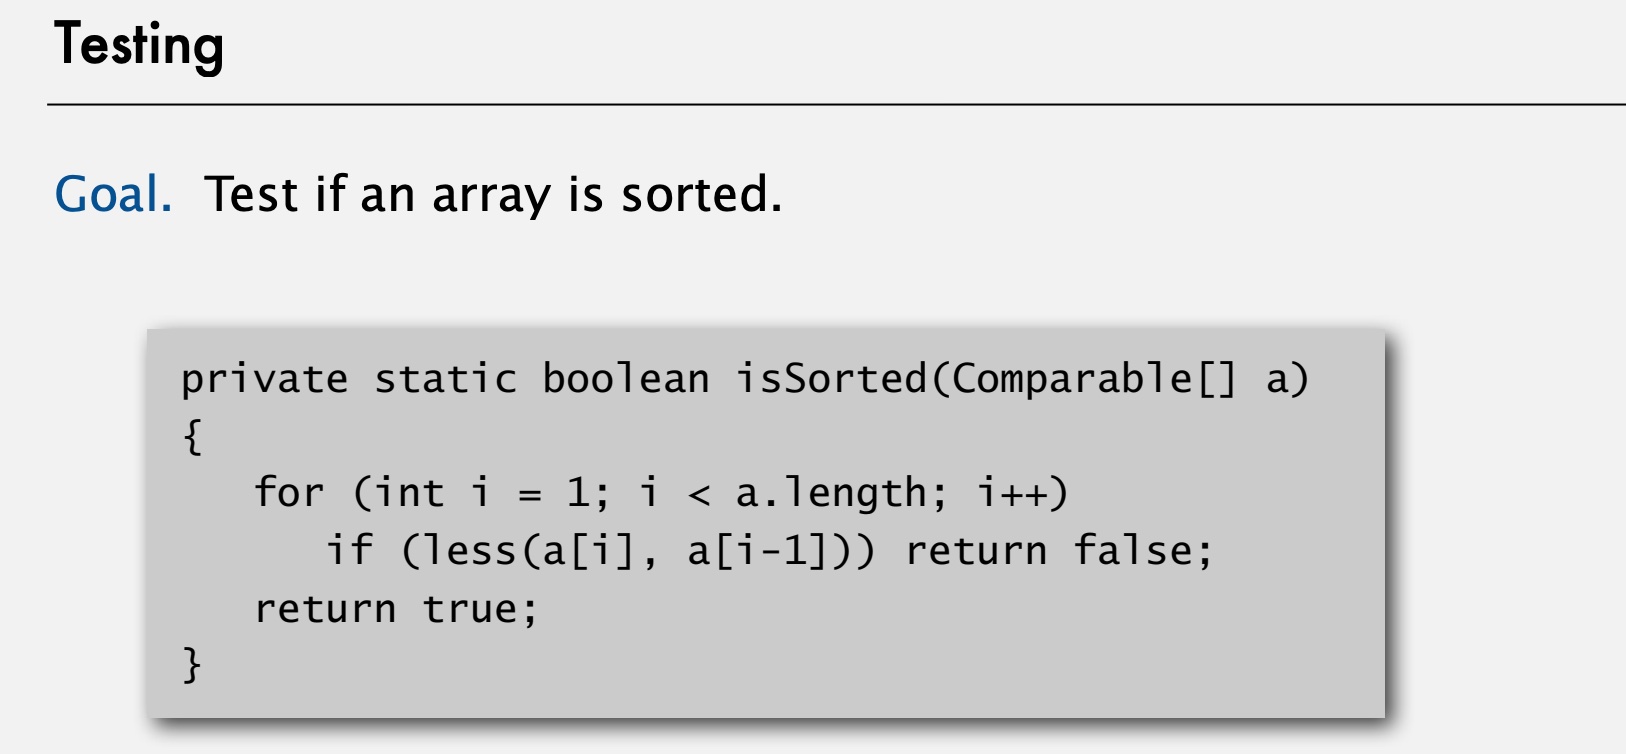 Testing
Goal. Test if an array is sorted.
private static boolean isSorted(Comparable[] a)
{
   for (int i = 1; i < a.length; i++)
      if (less(a[i], a[i-1])) return false;
   return true;
}